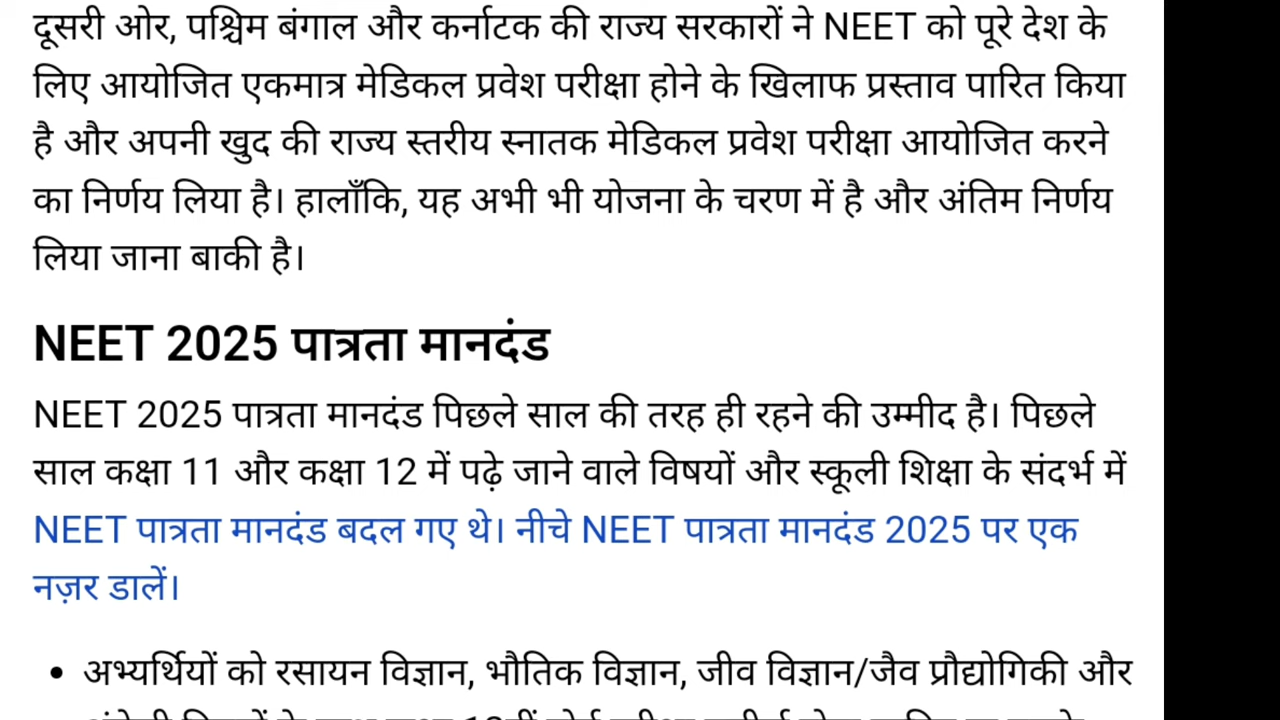 दूसरी ओर, पश्चिम बंगाल और कर्नाटक की राज्य सरकारों ने NEET को पूरे देश के
लिए आयोजित एकमात्र मेडिकल प्रवेश परीक्षा होने के खिलाफ प्रस्ताव पारित किया
है और अपनी खुद की राज्य स्तरीय स्नातक मेडिकल प्रवेश परीक्षा आयोजित करने
का निर्णय लिया है। हालाँकि, यह अभी भी योजना के चरण में है और अंतिम निर्णय
लिया जाना बाकी है।
NEET 2025 पात्रता मानदंड
NEET 2025 पात्रता मानदंड पिछले साल की तरह ही रहने की उम्मीद है। पिछले
साल कक्षा 11 और कक्षा 12 में पढ़े जाने वाले विषयों और स्कूली शिक्षा के संदर्भ में
NEET पात्रता मानदंड बदल गए थे। नीचे NEET पात्रता मानदंड 2025 पर एक
नज़र डालें।
• अभ्यर्थियों को रसायन विज्ञान, भौतिक विज्ञान, जीव विज्ञान/जैव प्रौद्योगिकी और